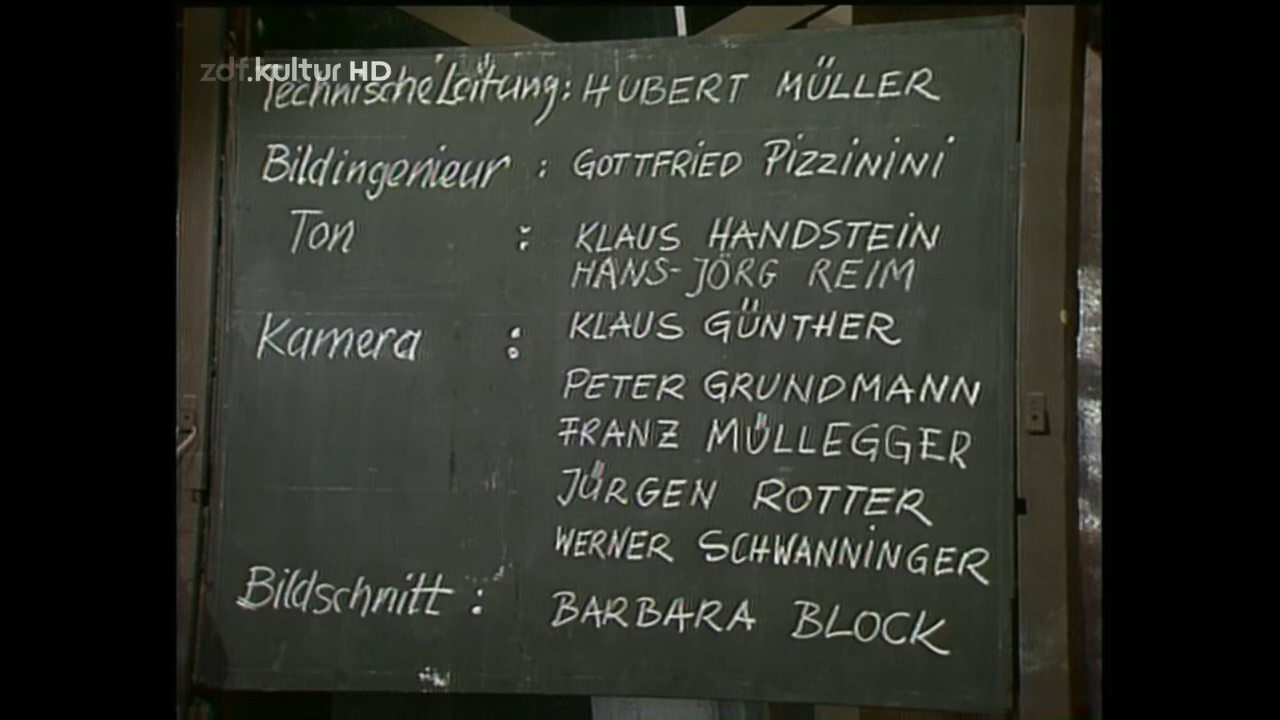 zdf.kultur HD
Technische Leitung: HUBERT MÜLLER
Bildingenieur : GOTTFRIED PIZZININI
Ton : KLAUS HANDSTEIN
HANS-JÖRG REIM
Kamera : KLAUS GÜNTHER
PETER GRUNDMANN
FRANZ MÜLLEGGER
JÜRGEN ROTTER
WERNER SCHWANNINGER
Bildschnitt : BARBARA BLOCK